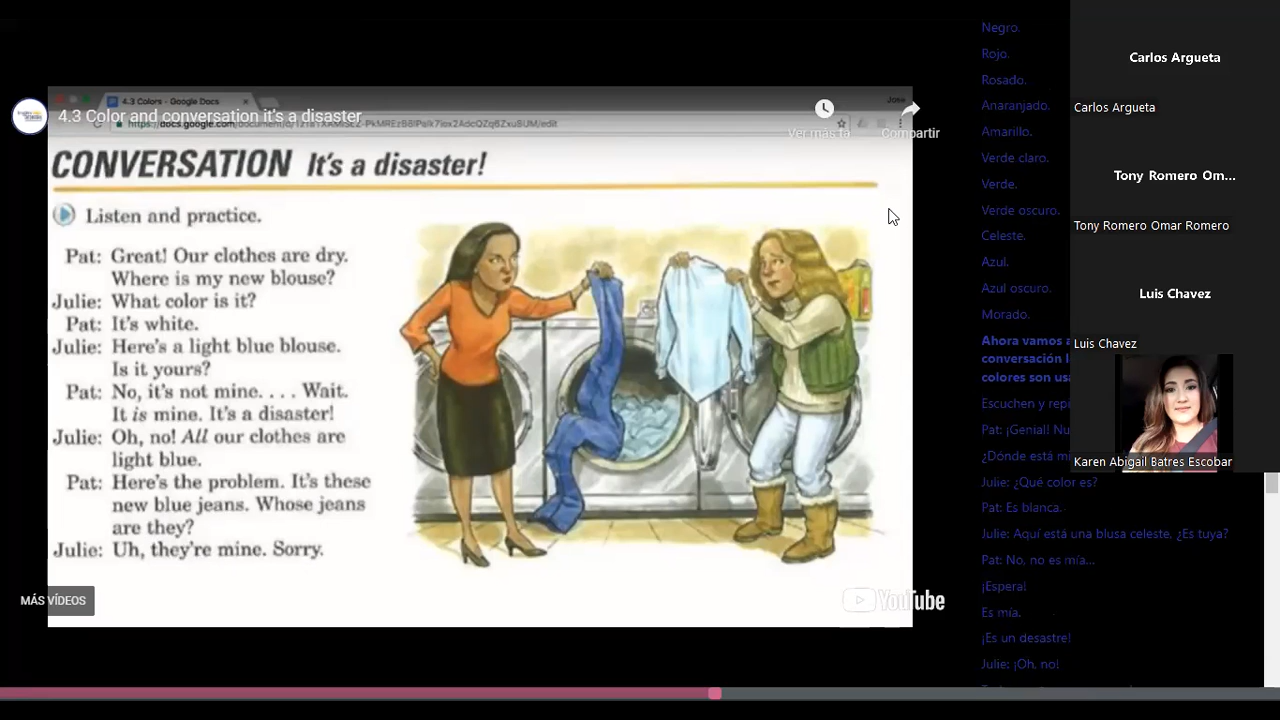 4.3 Colors - Google Docs
Jose
4.3 Color and conversation it's a disaster
Ver más ta
Compartir
CONVERSATION It's a disaster!
Listen and practice.
Pat: Great! Our clothes are dry.
Where is my new blouse?
Julie: What color is it?
Pat: It's white.
Julie: Here's a light blue blouse.
Is it yours?
Pat: No, it's not mine. . . . Wait.
It is mine. It's a disaster!
Julie: Oh, no! All our clothes are
light blue.
Pat: Here's the problem. It's these
new blue jeans. Whose jeans
are they?
Julie: Uh, they're mine. Sorry.
MÁS VÍDEOS
YouTube
Negro.
Rojo.
Rosado.
Anaranjado.
Amarillo.
Verde claro.
Verde.
Verde oscuro.
Celeste.
Azul.
Azul oscuro.
Morado.
Ahora vamos a
conversación l
colores son usa
Escuchen y repi
Pat: ¡Genial! Nu
¿Dónde está m
Julie: ¿Qué color es?
Pat: Es blanca.
Julie: Aquí está una blusa celeste. ¿Es tuya?
Pat: No, no es mía...
¡Espera!
Es mía.
¡Es un desastre!
Julie: ¡Oh, no!
Carlos Argueta
Carlos Argueta
Tony Romero Om...
Tony Romero Omar Romero
Luis Chavez
Luis Chavez
Karen Abigail Batres Escobar